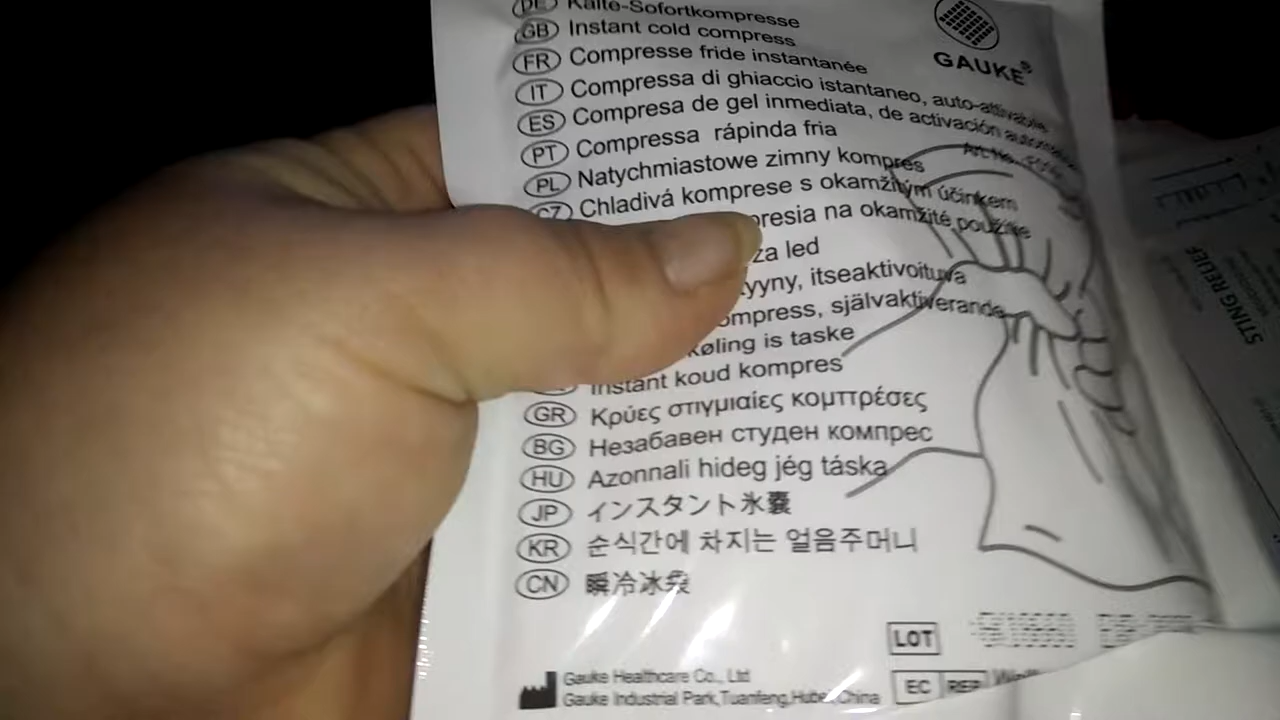 DE Kälte-Sofortkompresse
GB Instant cold compress
FR Compresse fride instantanée
IT Compressa di ghiaccio istantaneo, auto-attivabile
ES Compresa de gel inmediata, de activación
PT Compressa rápinda fria
PL Natychmiastowe zimny kompres
CZ Chladivá komprese s okamžitým účinkem
presia na okamžité použitie
za led
yyny, itseaktivoituva
ompress, självaktiverande
køling is taske
Instant koud kompres
GR Κρύες στιγμιαίες κομπρέσες
BG Незабавен студен компрес
HU Azonnali hideg jég táska
JP インスタント氷嚢
KR 순식간에 차지는 얼음주머니
CN 瞬冷冰袋
GAUKE®
Art.No.
LOT
Gauke Healthcare Co., Ltd
Gauke Industrial Park,Tuanfeng,Hubei,China
EC REP
STING RELIEF